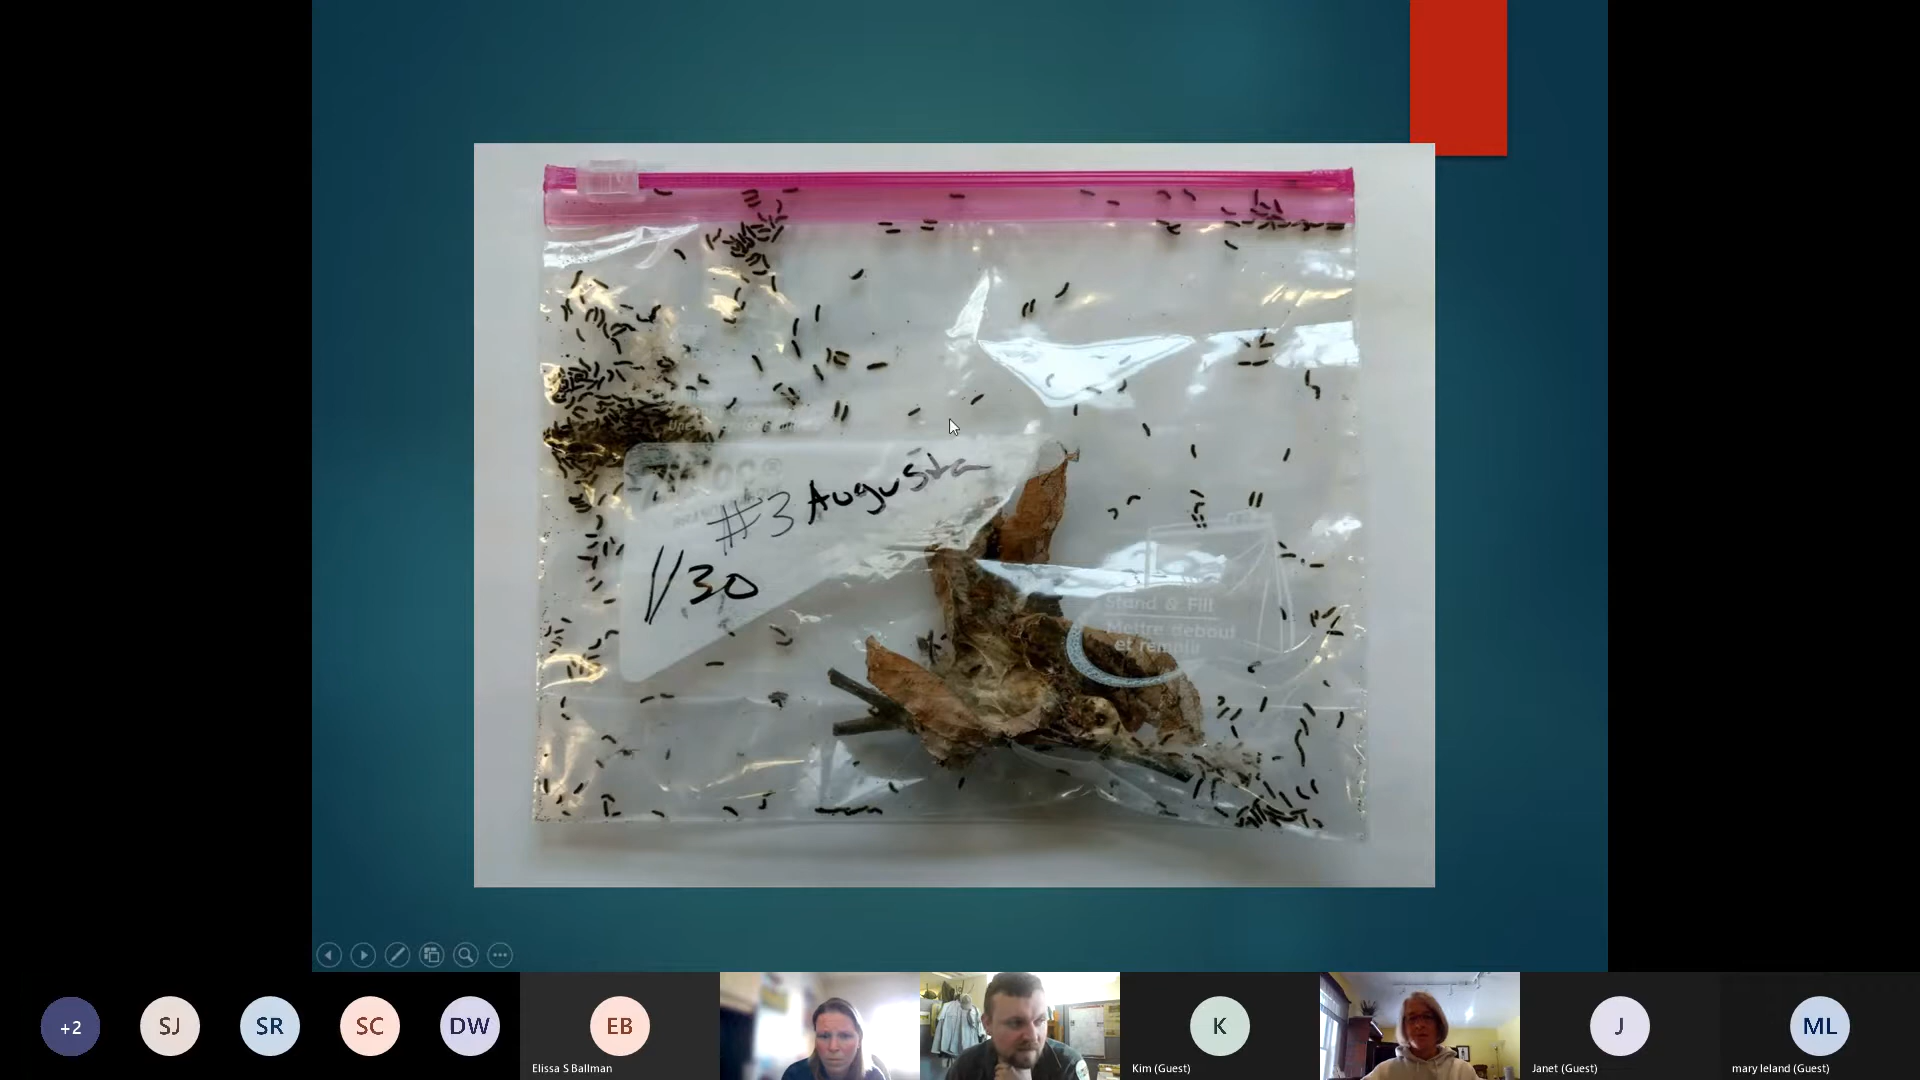 #3 Augusta
1/30
Stand & Fill
Mettre debout
et remplir
+2
SJ
SR
SC
DW
EB
Elissa S Ballman
K
Kim (Guest)
J
Janet (Guest)
ML
mary leland (Guest)